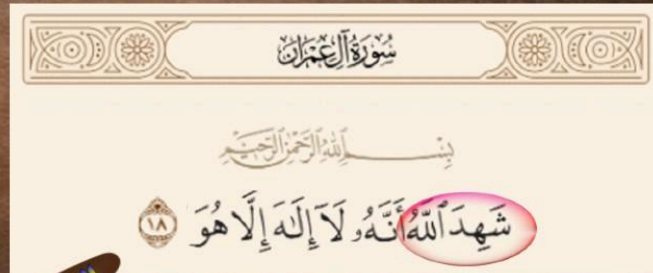 سُورَةُ آلِ عِمْرَان
بِسْمِ ٱللَّهِ ٱلرَّحْمَٰنِ ٱلرَّحِيمِ
شَهِدَ ٱللَّهُ أَنَّهُۥ لَآ إِلَٰهَ إِلَّا هُوَ ١٨